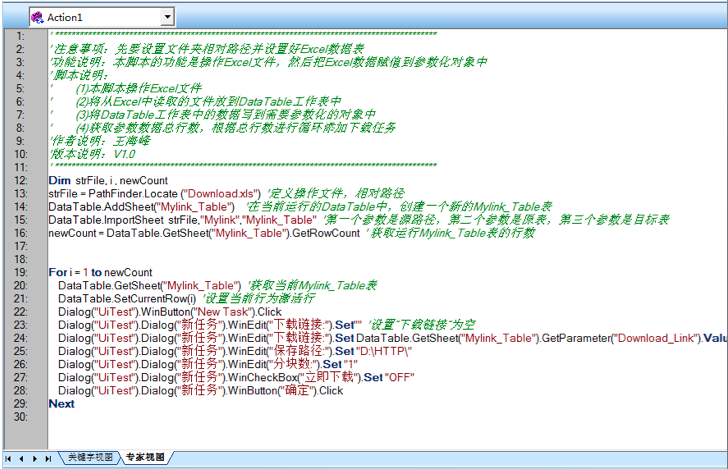 Action1
1: '*******************************************************************************
2: '注意事项：先要设置文件夹相对路径并设置好Excel数据表
3: '功能说明：本脚本的功能是操作Excel文件，然后把Excel数据赋值到参数化对象中
4: '脚本说明：
5: ' (1)本脚本操作Excel文件
6: ' (2)将从Excel中读取的文件放到DataTable工作表中
7: ' (3)将DataTable工作表中的数据写到需要参数化的对象中
8: ' (4)获取参数数据总行数，根据总行数进行循环添加下载任务
9: '作者说明：王海峰
10: '版本说明：V1.0
11: '*******************************************************************************
12: Dim strFile, i , newCount
13: strFile = PathFinder.Locate ("Download.xls") '定义操作文件，相对路径
14: DataTable.AddSheet("Mylink_Table") '在当前运行的DataTable中，创建一个新的Mylink_Table表
15: DataTable.ImportSheet strFile,"Mylink","Mylink_Table" '第一个参数是源路径，第二个参数是原表，第三个参数是目标表
16: newCount = DataTable.GetSheet("Mylink_Table").GetRowCount '获取运行Mylink_Table表的行数
17:
18:
19: For i = 1 to newCount
20: DataTable.GetSheet("Mylink_Table") '获取当前Mylink_Table表
21: DataTable.SetCurrentRow(i) '设置当前行为激活行
22: Dialog("UiTest").WinButton("New Task").Click
23: Dialog("UiTest").Dialog("新任务").WinEdit("下载链接:").Set"" '设置"下载链接"为空
24: Dialog("UiTest").Dialog("新任务").WinEdit("下载链接:").Set DataTable.GetSheet("Mylink_Table").GetParameter("Download_Link").Valu
25: Dialog("UiTest").Dialog("新任务").WinEdit("保存路径:").Set "D:\HTTP\"
26: Dialog("UiTest").Dialog("新任务").WinEdit("分块数:").Set "1"
27: Dialog("UiTest").Dialog("新任务").WinCheckBox("立即下载").Set "OFF"
28: Dialog("UiTest").Dialog("新任务").WinButton("确定").Click
29: Next
30:
关键字视图 专家视图